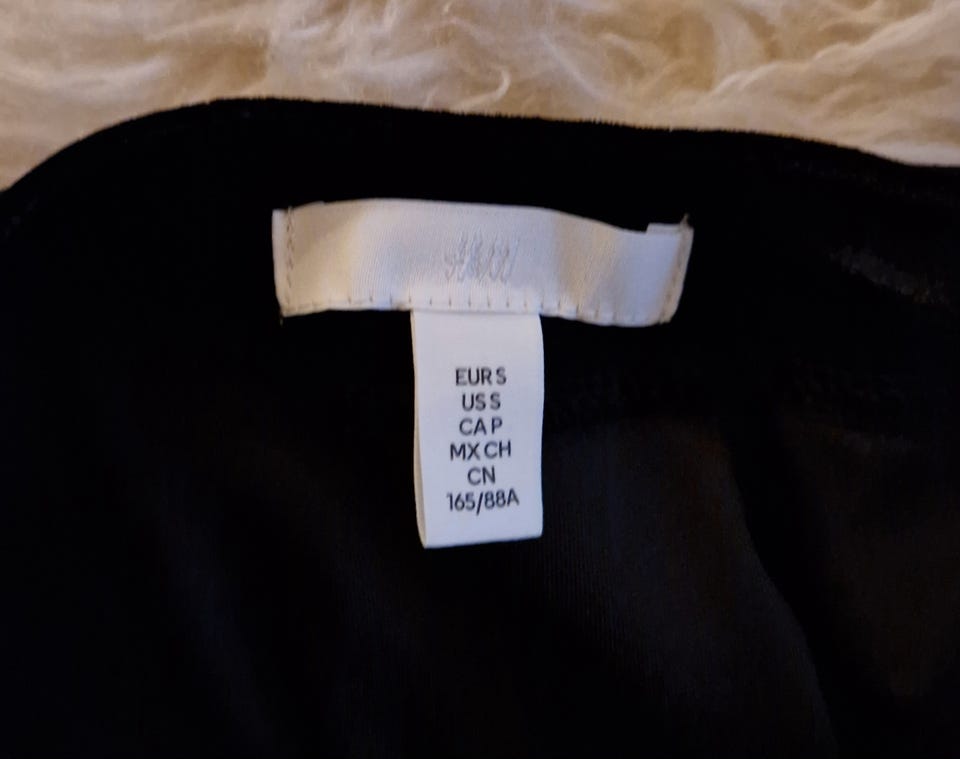 H&M
EUR S
US S
CA P
MX CH
CN
165/88A